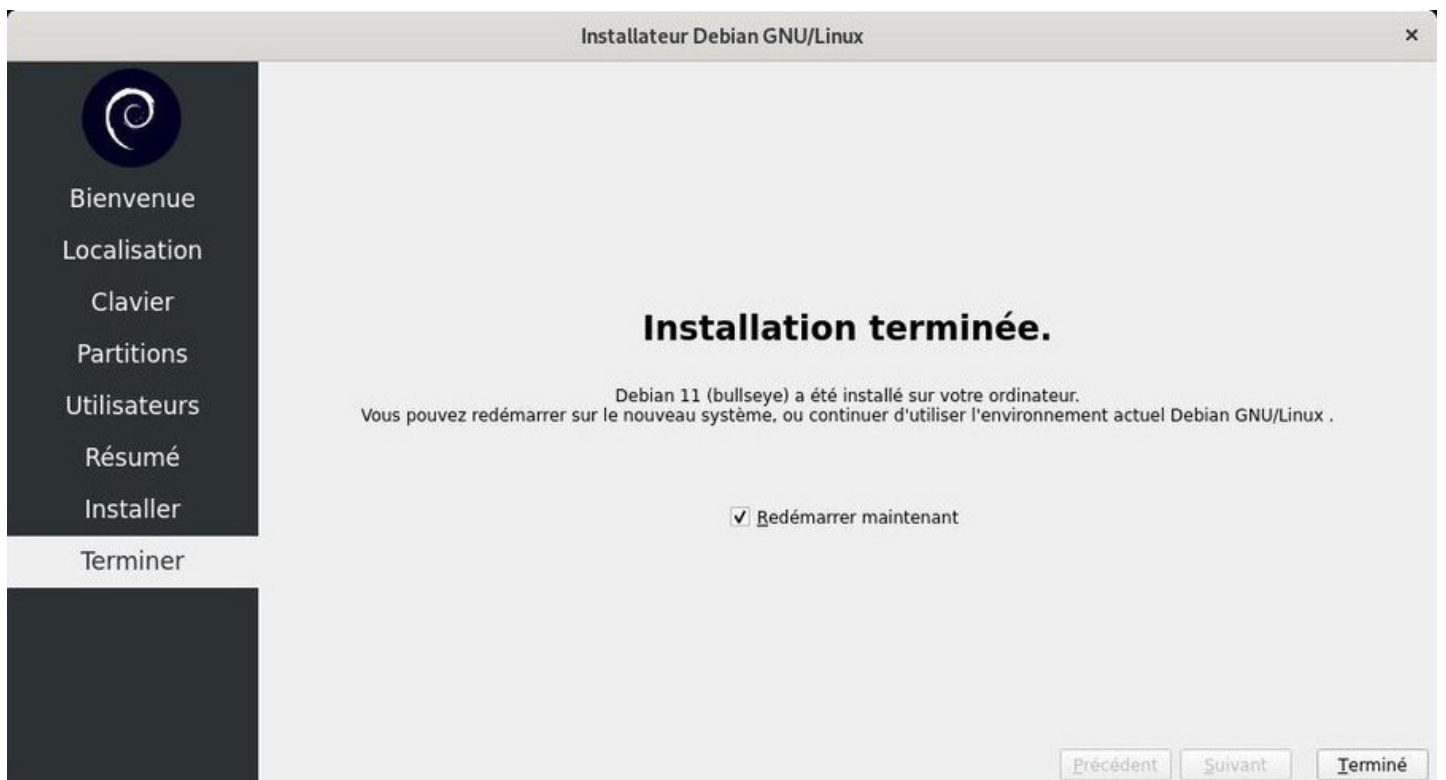 Installateur Debian GNU/Linux
×
Bienvenue
Localisation
Clavier
Partitions
Utilisateurs
Résumé
Installer
Terminer
Installation terminée.
Debian 11 (bullseye) a été installé sur votre ordinateur.
Vous pouvez redémarrer sur le nouveau système, ou continuer d'utiliser l'environnement actuel Debian GNU/Linux .
Redémarrer maintenant
Précédent
Suivant
Terminé